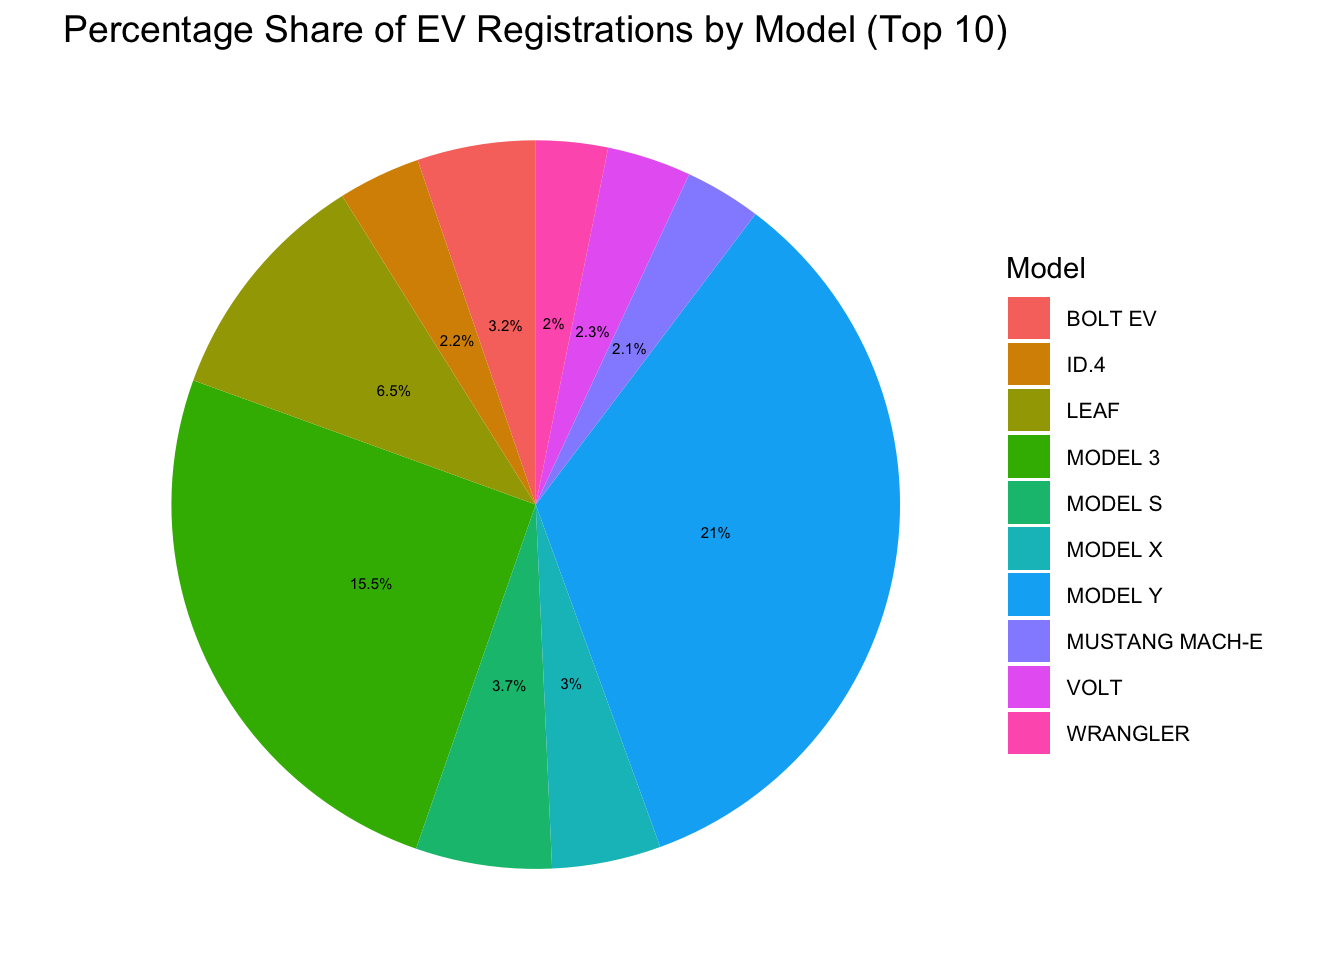 Percentage Share of EV Registrations by Model (Top 10)
3.2%
2%
2.3%
2.2%
2.1%
6.5%
21%
15.5%
3.7%
3%
Model
BOLT EV
ID.4
LEAF
MODEL 3
MODEL S
MODEL X
MODEL Y
MUSTANG MACH-E
VOLT
WRANGLER